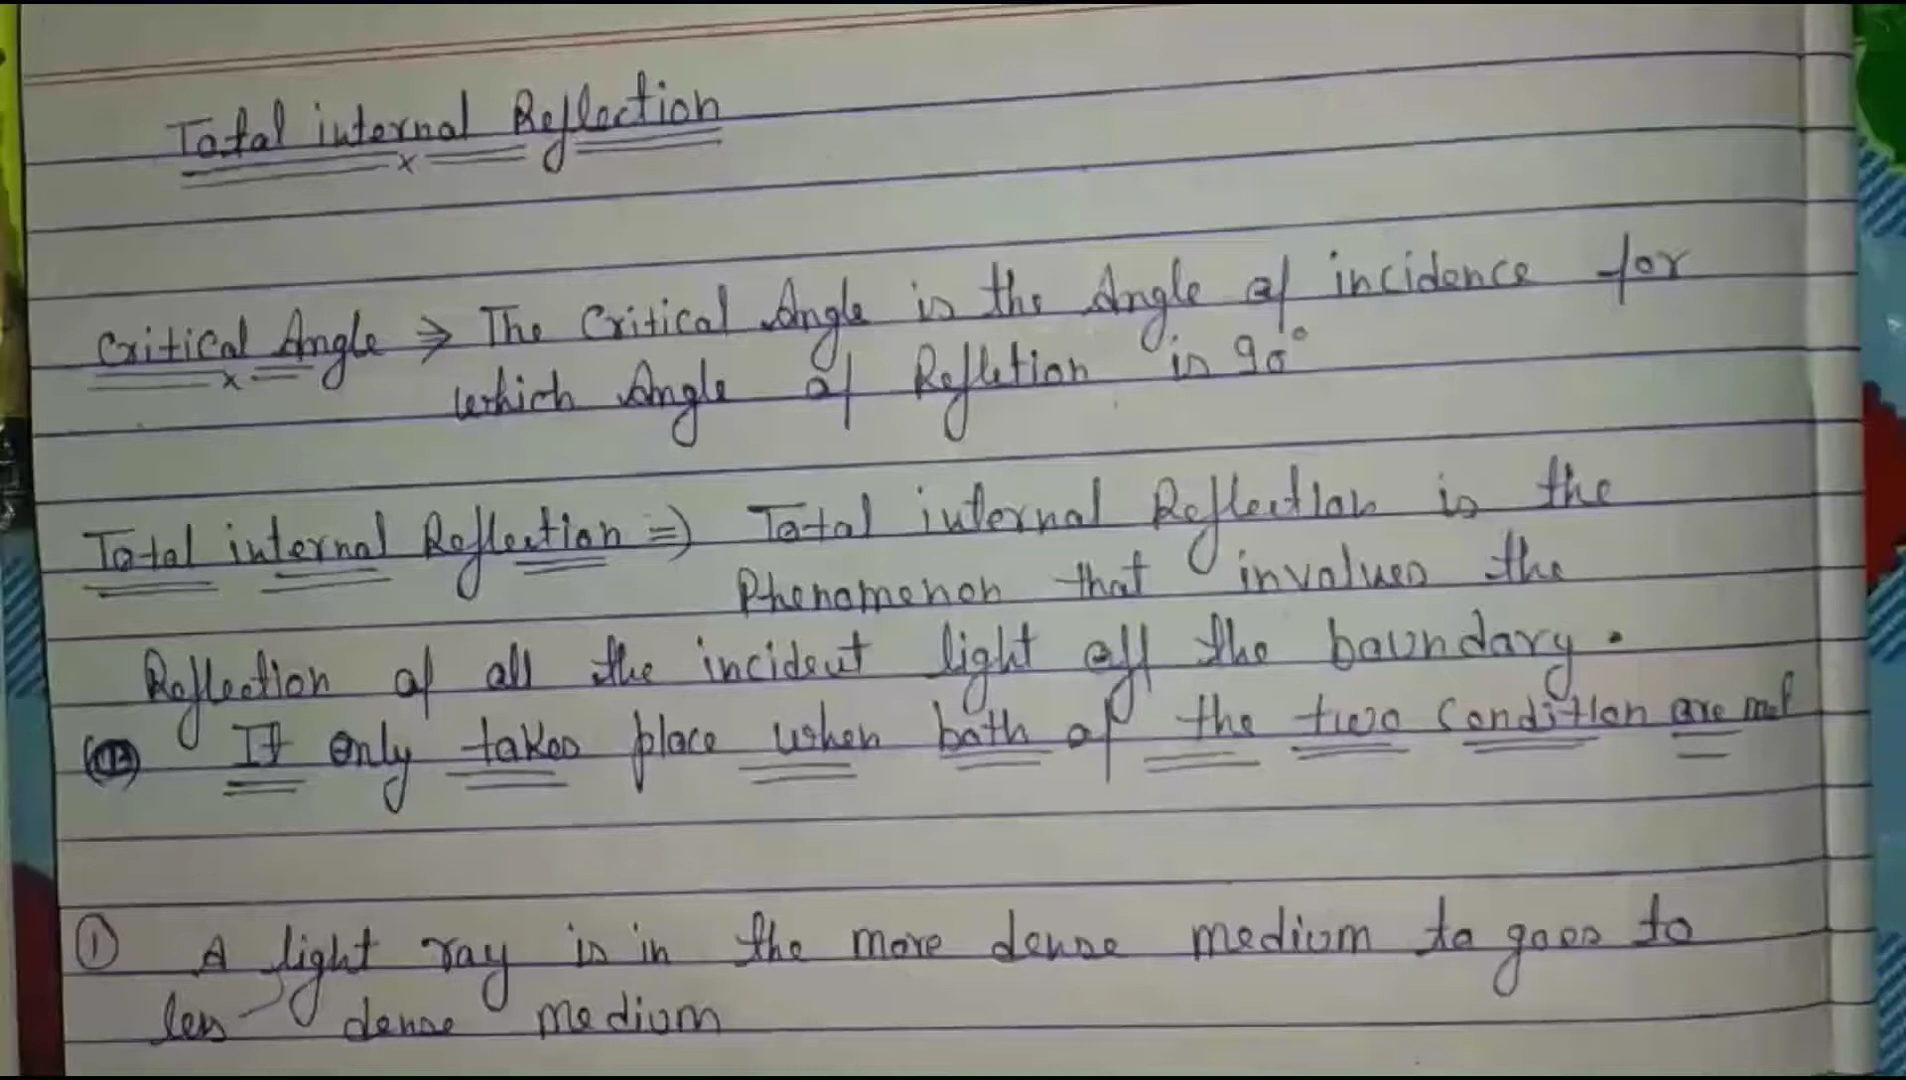 Total internal Reflection
Critical Angle ⇒ The Critical Angle is the Angle of incidence for
which Angle of Refletion is 90°
Total internal Reflection ⇒ Total internal Reflection is the
Phenomenon that involves the
Reflection of all the incident light off the boundary.
It only takes place when both of the two condition are met
① A light ray is in the more dense medium to goes to
less dense medium